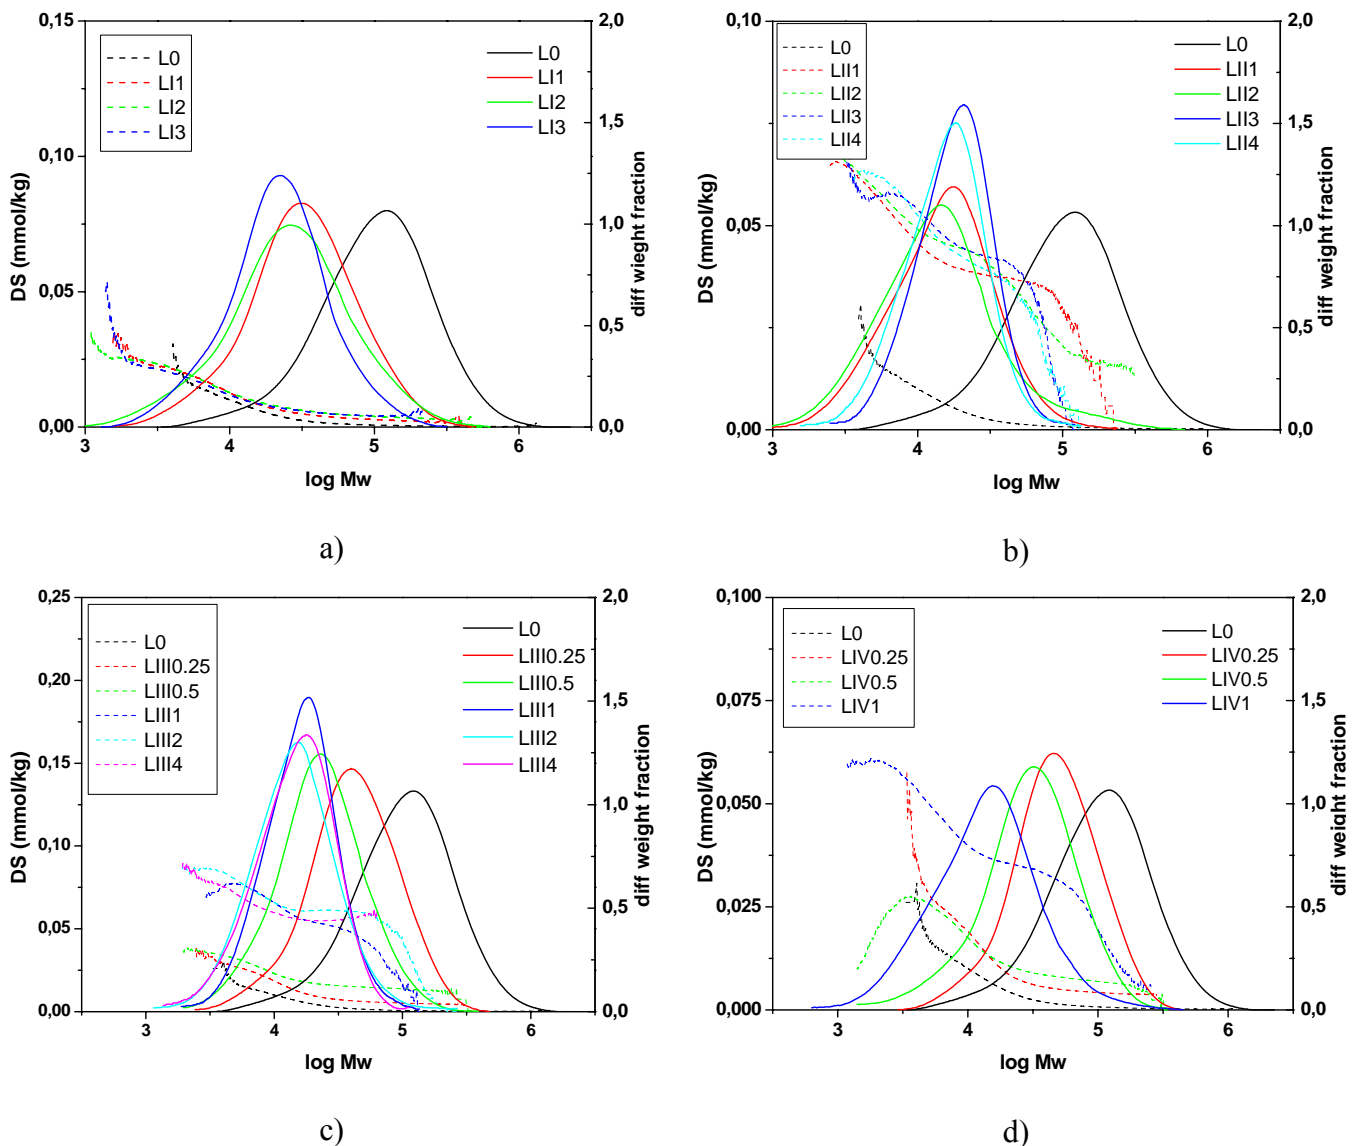 0,15
0,10
0,05
0,00
DS (mmol/kg)
L0
LI1
LI2
LI3
L0
LI1
LI2
LI3
2,0
1,5
1,0
0,5
0,0
diff wieght fraction
3 4 5 6
log Mw
a)
0,10
0,05
0,00
DS (mmol/kg)
L0
LII1
LII2
LII3
LII4
L0
LII1
LII2
LII3
LII4
2,0
1,5
1,0
0,5
0,0
diff weight fraction
3 4 5 6
log Mw
b)
0,25
0,20
0,15
0,10
0,05
0,00
DS (mmol/kg)
L0
LIII0.25
LIII0.5
LIII1
LIII2
LIII4
L0
LIII0.25
LIII0.5
LIII1
LIII2
LIII4
2,0
1,5
1,0
0,5
0,0
diff weight fraction
3 4 5 6
log Mw
c)
0,100
0,075
0,050
0,025
0,000
DS (mmol/kg)
L0
LIV0.25
LIV0.5
LIV1
L0
LIV0.25
LIV0.5
LIV1
2,0
1,5
1,0
0,5
0,0
diff weight fraction
3 4 5 6
log Mw
d)